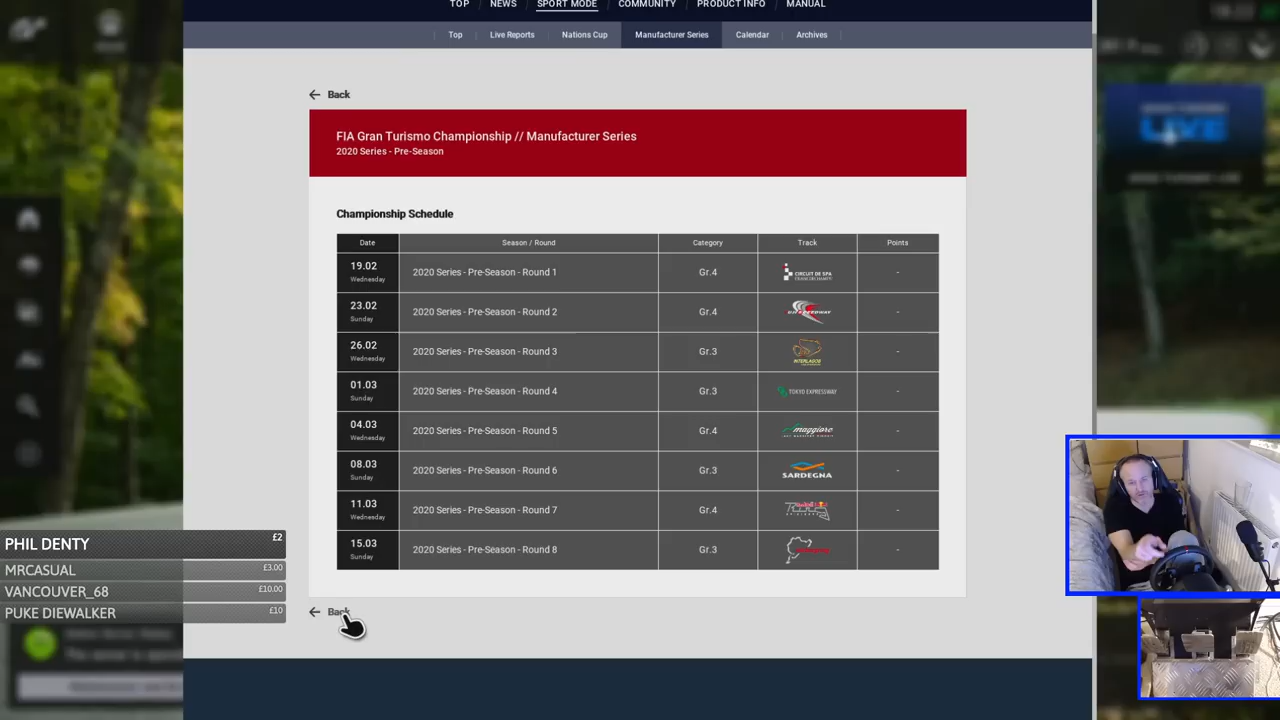 TOP NEWS SPORT MODE COMMUNITY PRODUCT INFO MANUAL
Top Live Reports Nations Cup Manufacturer Series Calendar Archives
LIVE
Back
FIA Gran Turismo Championship // Manufacturer Series
2020 Series - Pre-Season
Championship Schedule
Date Season / Round Category Track Points
19.02 Wednesday 2020 Series - Pre-Season - Round 1 Gr.4 CIRCUIT DE SPA -
23.02 Sunday 2020 Series - Pre-Season - Round 2 Gr.4 -
26.02 Wednesday 2020 Series - Pre-Season - Round 3 Gr.3 INTERLAGOS -
01.03 Sunday 2020 Series - Pre-Season - Round 4 Gr.3 TOKYO EXPRESSWAY -
04.03 Wednesday 2020 Series - Pre-Season - Round 5 Gr.4 maggiore -
08.03 Sunday 2020 Series - Pre-Season - Round 6 Gr.3 SARDEGNA -
11.03 Wednesday 2020 Series - Pre-Season - Round 7 Gr.4 -
15.03 Sunday 2020 Series - Pre-Season - Round 8 Gr.3 -
Back
PHIL DENTY £2
MRCASUAL £3.00
VANCOUVER_68 £10.00
PUKE DIEWALKER £10